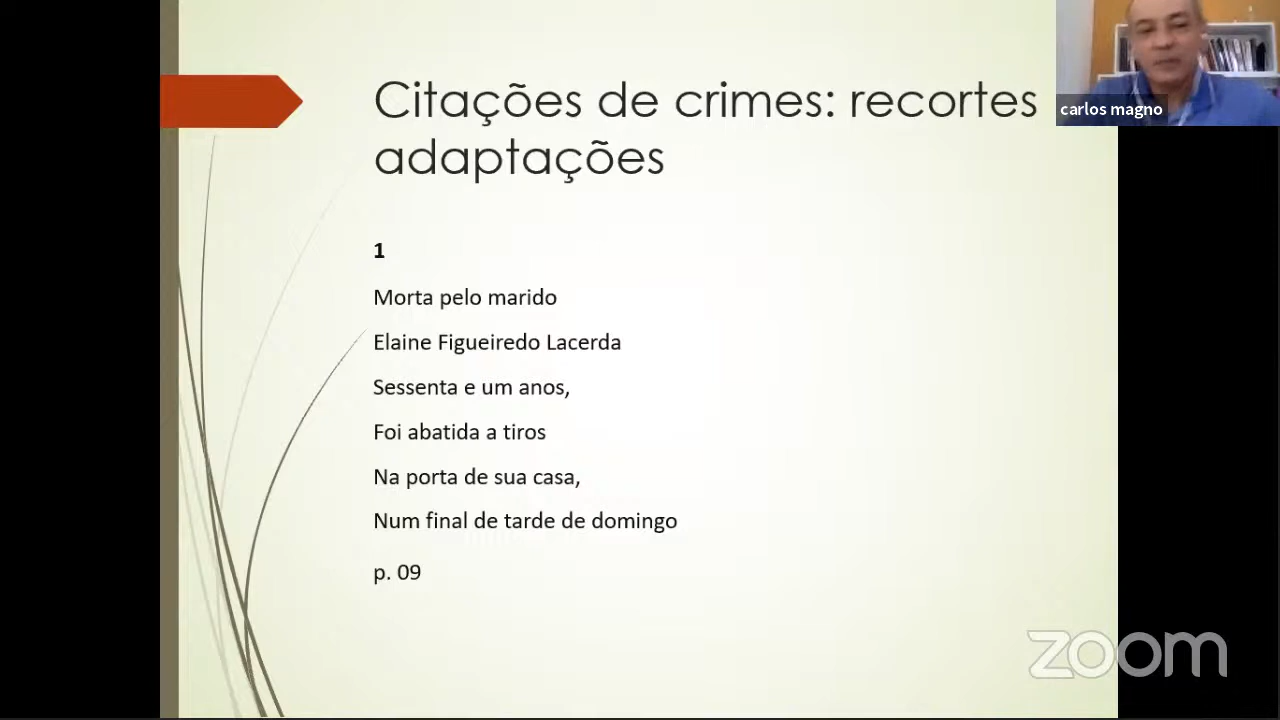 Citações de crimes: recortes
adaptações
carlos magno
1
Morta pelo marido
Elaine Figueiredo Lacerda
Sessenta e um anos,
Foi abatida a tiros
Na porta de sua casa,
Num final de tarde de domingo
p. 09
zoom